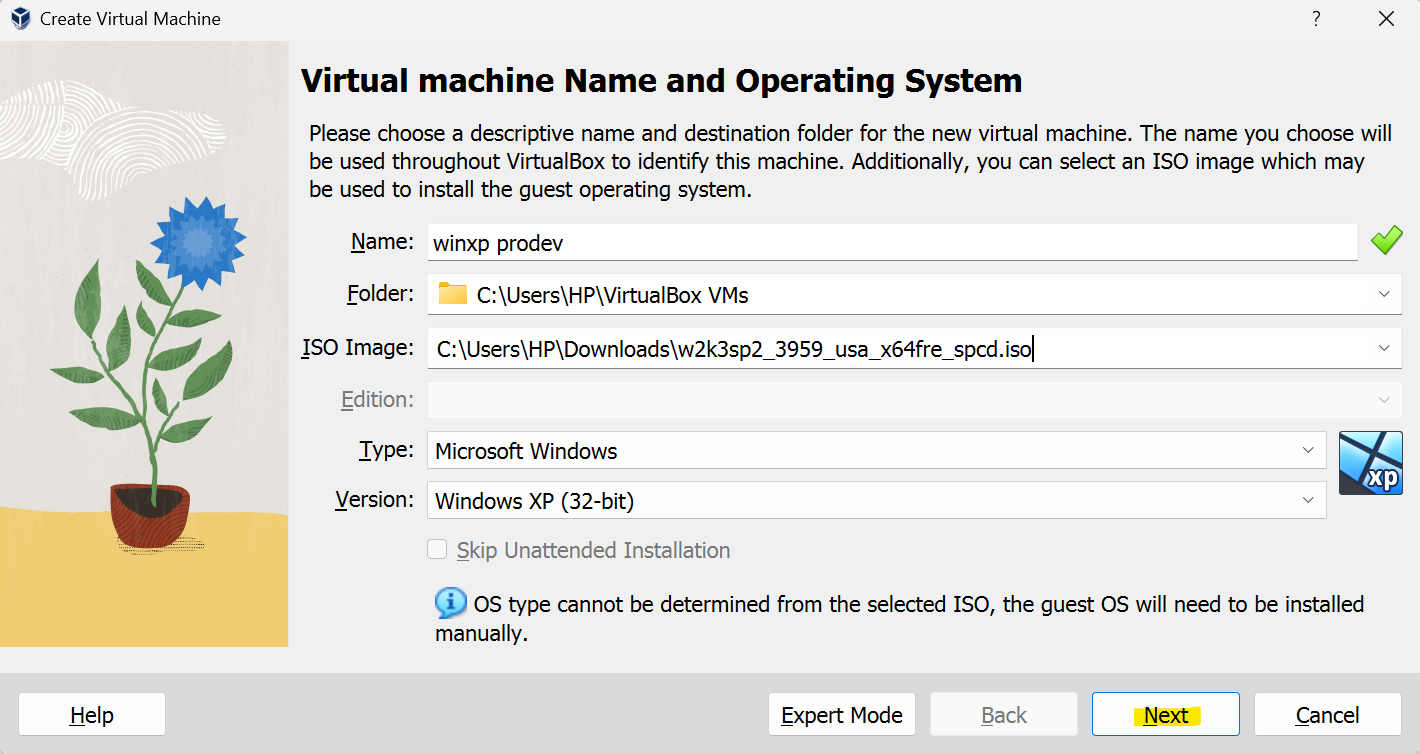 Create Virtual Machine
?
Virtual machine Name and Operating System
Please choose a descriptive name and destination folder for the new virtual machine. The name you choose will
be used throughout VirtualBox to identify this machine. Additionally, you can select an ISO image which may
be used to install the guest operating system.
Name: winxp prodev
Folder: C:\Users\HP\VirtualBox VMs
ISO Image: C:\Users\HP\Downloads\w2k3sp2_3959_usa_x64fre_spcd.iso
Edition:
Type: Microsoft Windows
xp
Version: Windows XP (32-bit)
Skip Unattended Installation
OS type cannot be determined from the selected ISO, the guest OS will need to be installed
manually.
Help Expert Mode Back Next Cancel